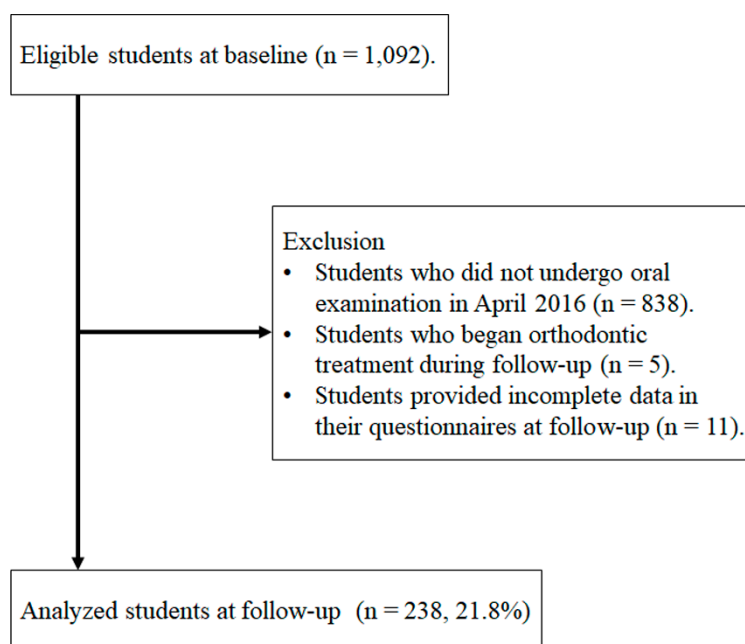 Eligible students at baseline (n = 1,092).
Exclusion
• Students who did not undergo oral
examination in April 2016 (n = 838).
• Students who began orthodontic
treatment during follow-up (n = 5).
• Students provided incomplete data in
their questionnaires at follow-up (n = 11).
Analyzed students at follow-up (n = 238, 21.8%)